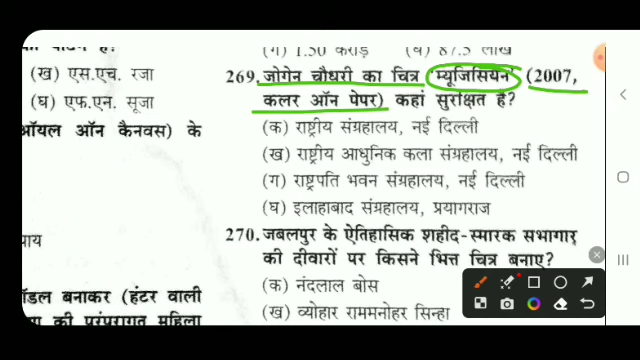 (ग) 1.50 करोड़ (घ) 87.5 लाख
(ख) एस.एच. रजा
(घ) एफ.एन. सूजा
ऑयल ऑन कैनवस) के
269. जोगेन चौधरी का चित्र 'म्यूजिसियन' (2007,
कलर ऑन पेपर) कहां सुरक्षित है?
(क) राष्ट्रीय संग्रहालय, नई दिल्ली
(ख) राष्ट्रीय आधुनिक कला संग्रहालय, नई दिल्ली
(ग) राष्ट्रपति भवन संग्रहालय, नई दिल्ली
(घ) इलाहाबाद संग्रहालय, प्रयागराज
270. जबलपुर के ऐतिहासिक शहीद-स्मारक सभागार
की दीवारों पर किसने भित्त चित्र बनाए?
(क) नंदलाल बोस
(ख) व्योहार राममनोहर सिन्हा
बनाकर (हंटर वाली
की परंपरागत महिला